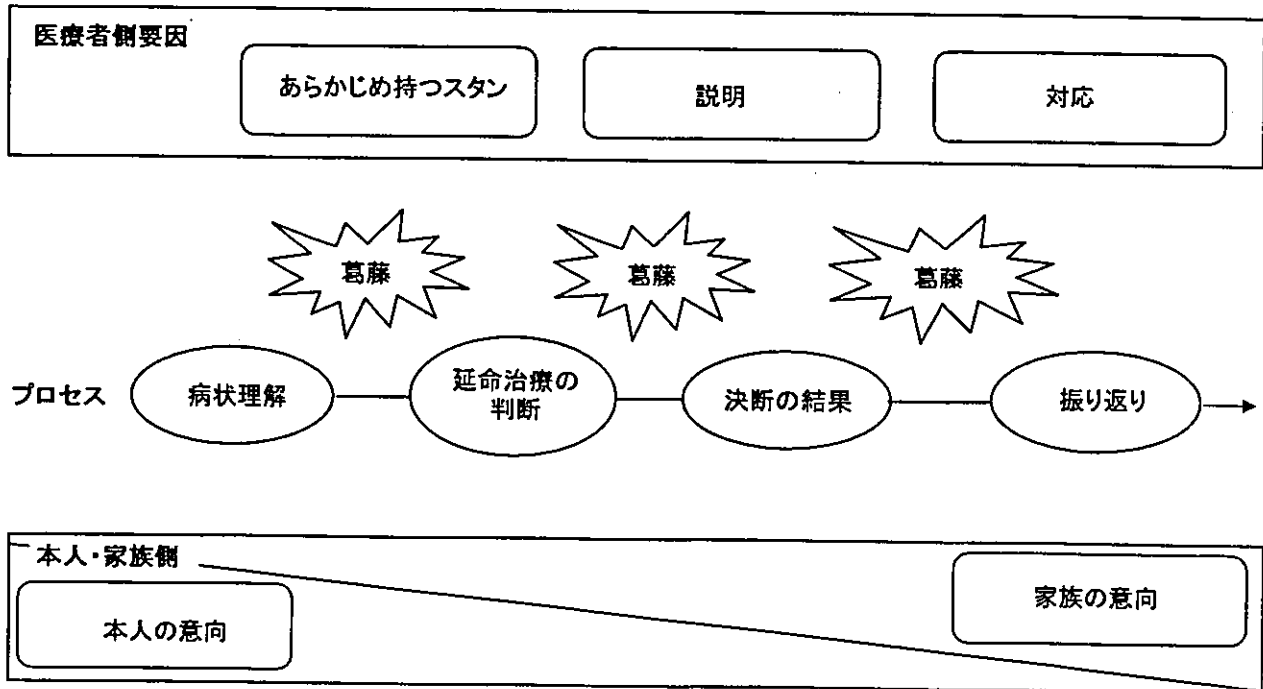 医療者側要因
あらかじめ持つスタン
説明
対応
葛藤
葛藤
葛藤
プロセス
病状理解
延命治療の
判断
決断の結果
振り返り
本人・家族側
本人の意向
家族の意向